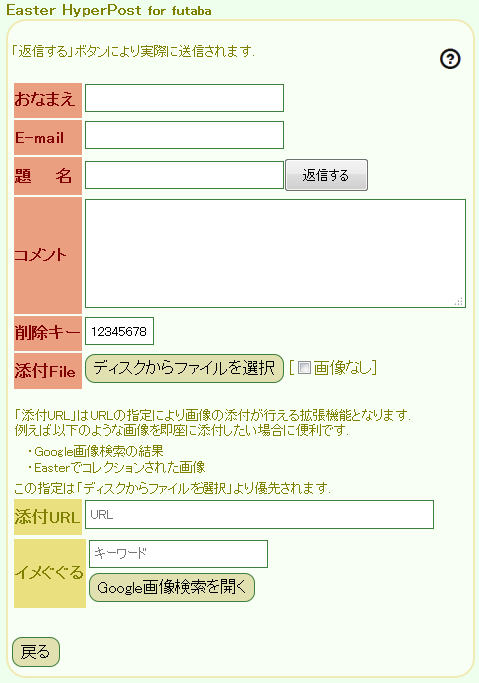 Easter HyperPost for futaba
「返信する」ボタンにより実際に送信されます.
?
おなまえ
E-mail
題　名 返信する
コメント
削除キー 12345678
添付File ディスクからファイルを選択 [画像なし]
「添付URL」はURLの指定により画像の添付が行える拡張機能となります.
例えば以下のような画像を即座に添付したい場合に便利です.
・Google画像検索の結果
・Easterでコレクションされた画像
この指定は「ディスクからファイルを選択」より優先されます.
添付URL URL
イメぐぐる キーワード
Google画像検索を開く
戻る